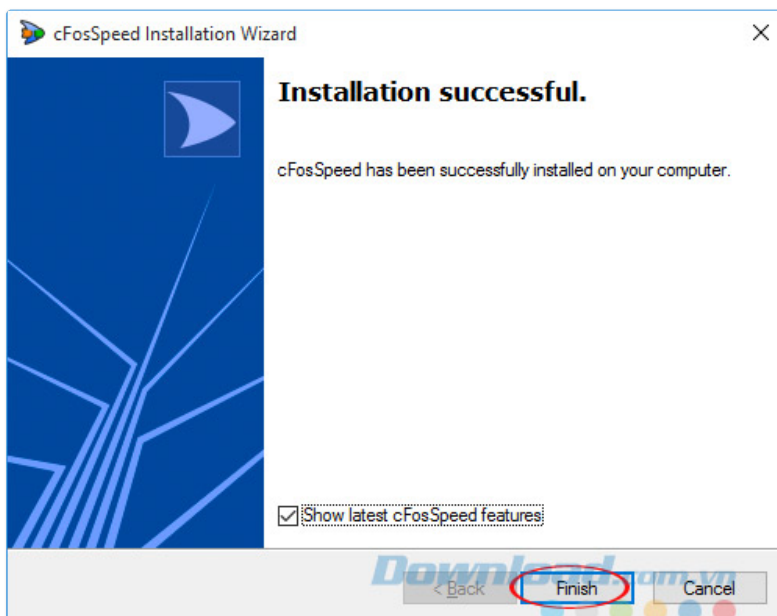 cFosSpeed Installation Wizard
Installation successful.
cFosSpeed has been successfully installed on your computer.
Show latest cFosSpeed features
Download.com.vn
< Back
Finish
Cancel